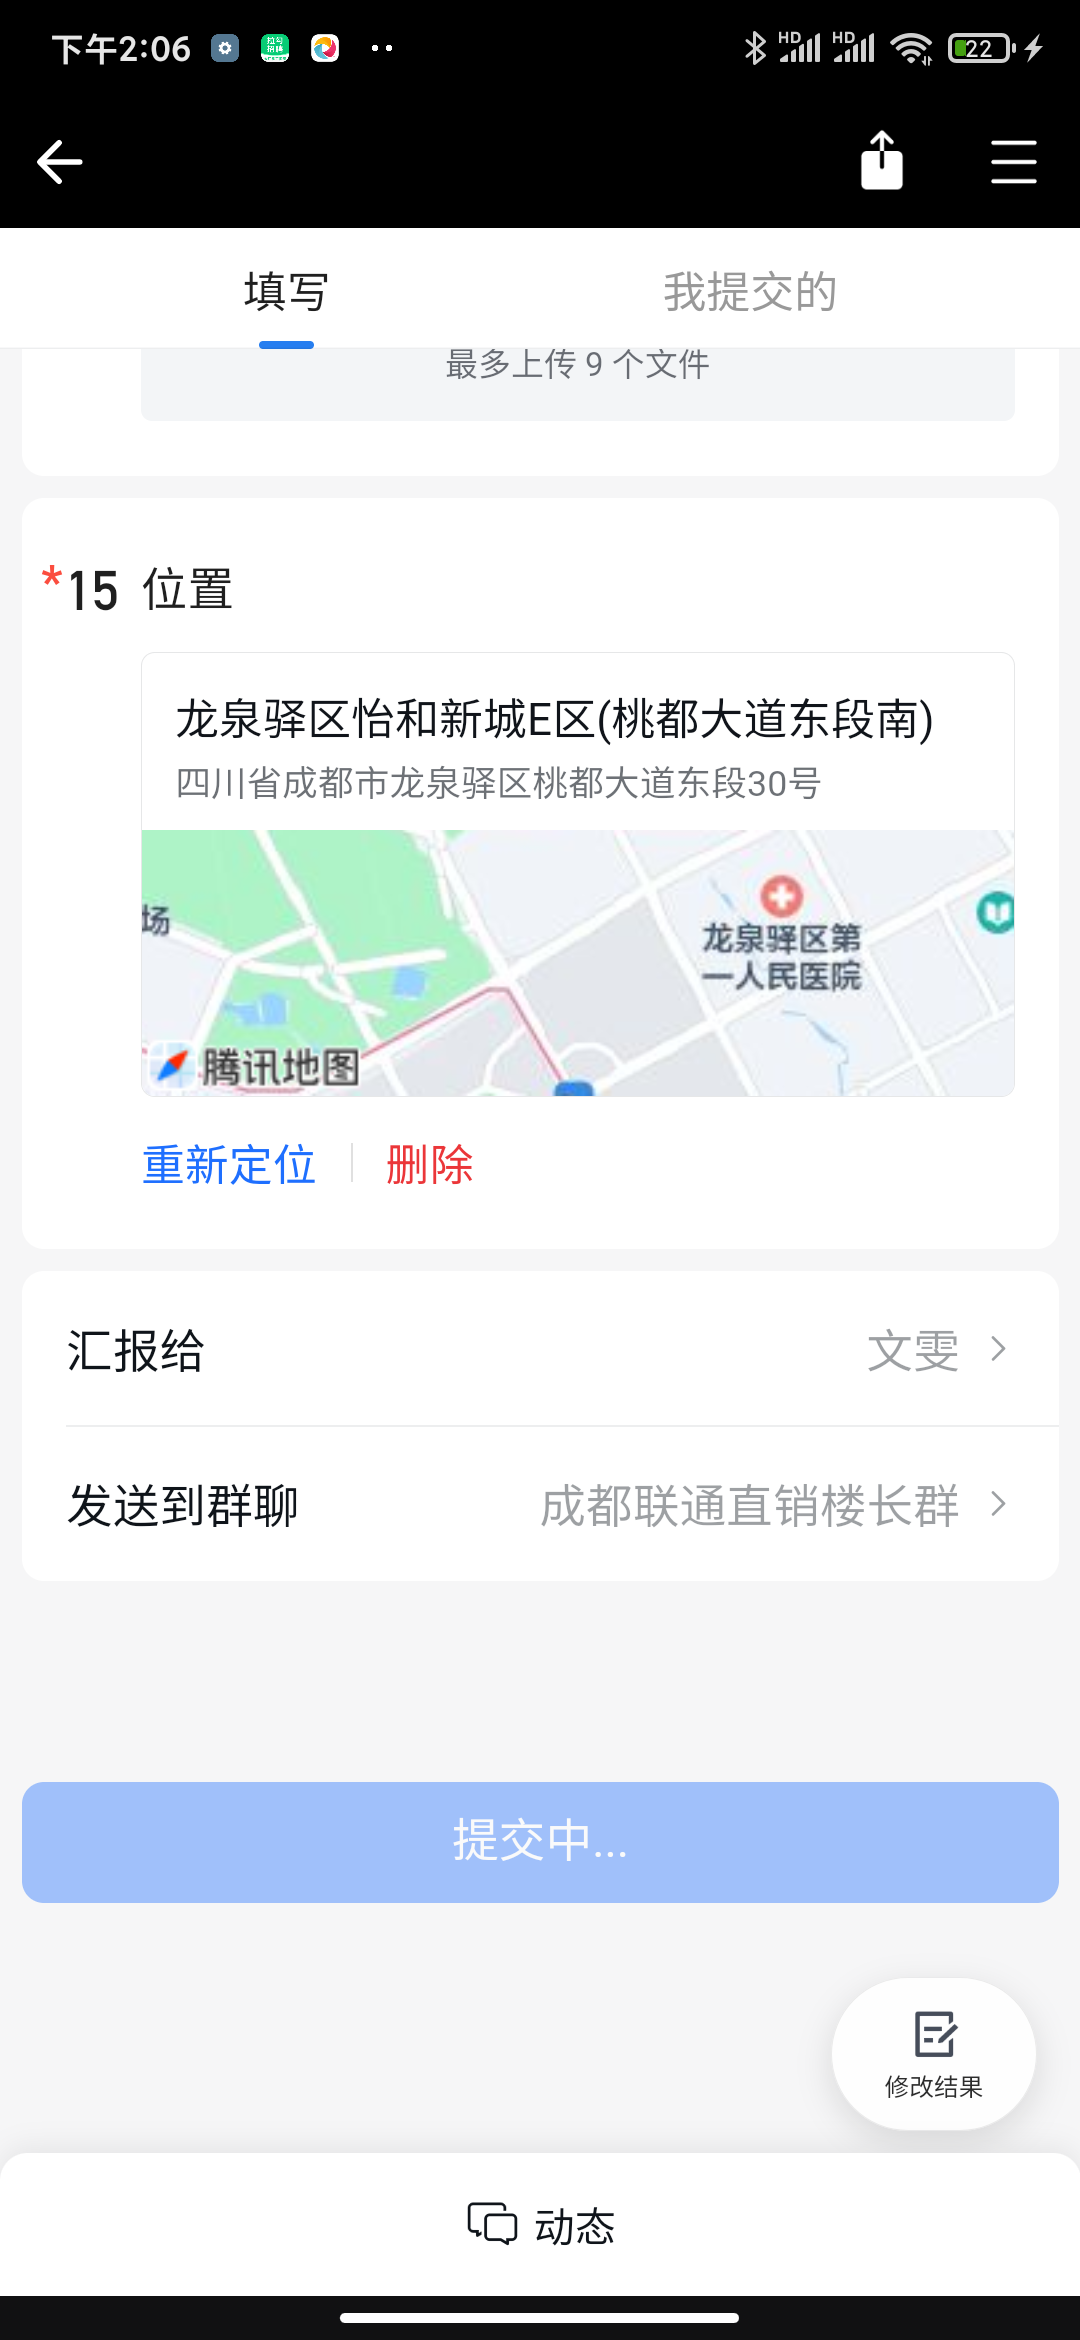 下午2:06
HD
HD
22
填写
我提交的
最多上传 9 个文件
*15 位置
龙泉驿区怡和新城E区(桃都大道东段南)
四川省成都市龙泉驿区桃都大道东段30号
场
龙泉驿区第
一人民医院
腾讯地图
重新定位
删除
汇报给
文雯
发送到群聊
成都联通直销楼长群
提交中...
修改结果
动态